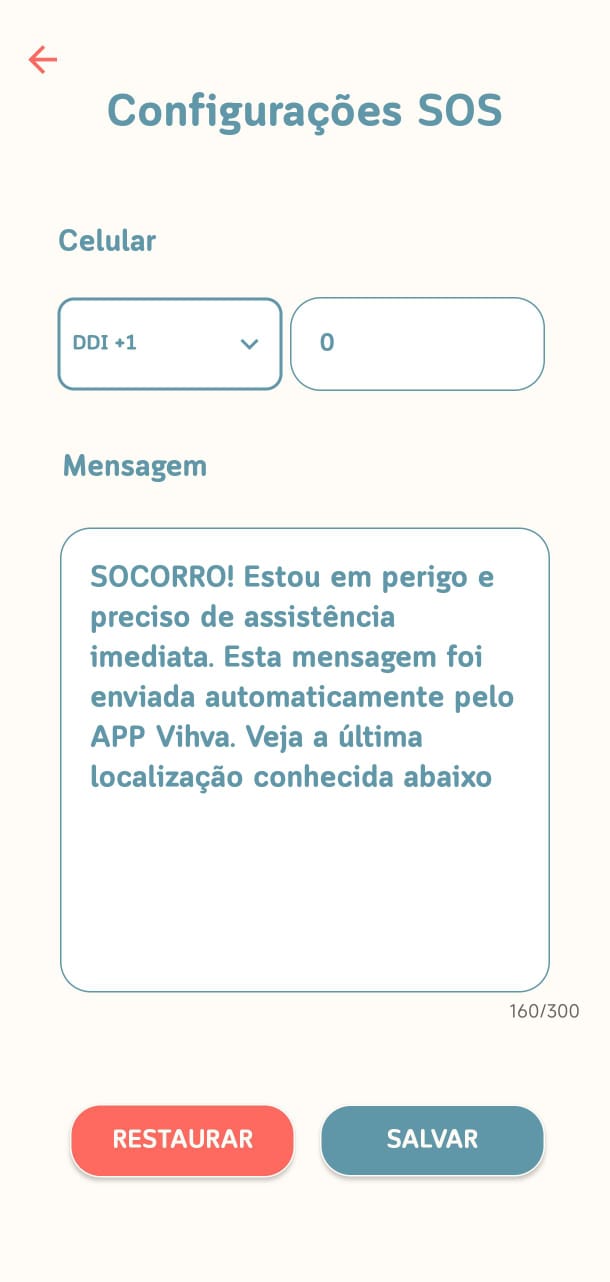 Configurações SOS
Celular
DDI +1
0
Mensagem
SOCORRO! Estou em perigo e
preciso de assistência
imediata. Esta mensagem foi
enviada automaticamente pelo
APP Vihva. Veja a última
localização conhecida abaixo
160/300
RESTAURAR
SALVAR